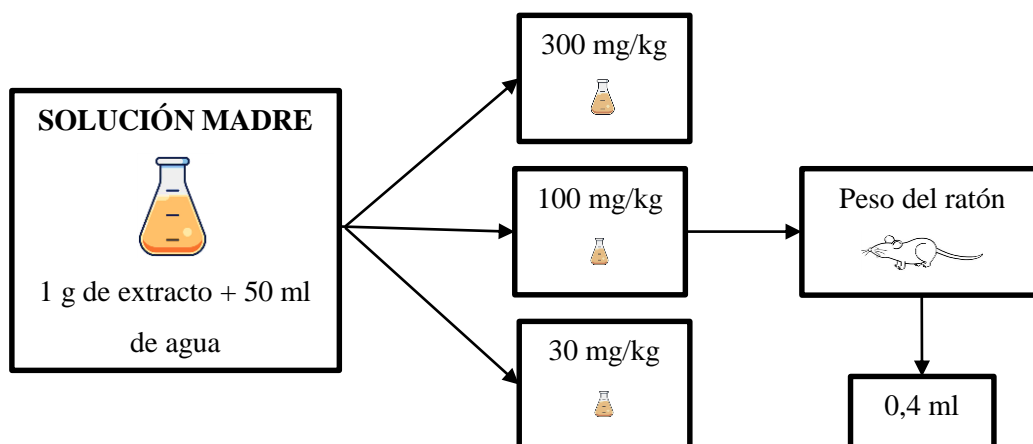 SOLUCIÓN MADRE
1 g de extracto + 50 ml
de agua
300 mg/kg
100 mg/kg
30 mg/kg
Peso del ratón
0,4 ml